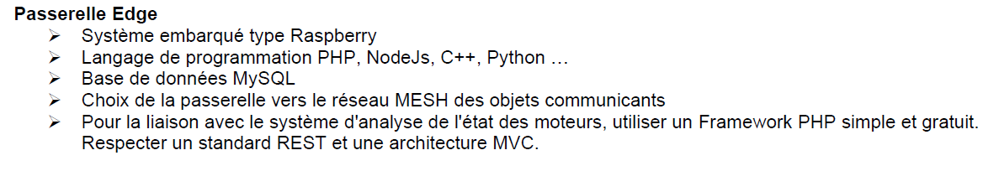 Passerelle Edge
➢ Système embarqué type Raspberry
➢ Langage de programmation PHP, NodeJs, C++, Python …
➢ Base de données MySQL
➢ Choix de la passerelle vers le réseau MESH des objets communicants
➢ Pour la liaison avec le système d'analyse de l'état des moteurs, utiliser un Framework PHP simple et gratuit.
Respecter un standard REST et une architecture MVC.